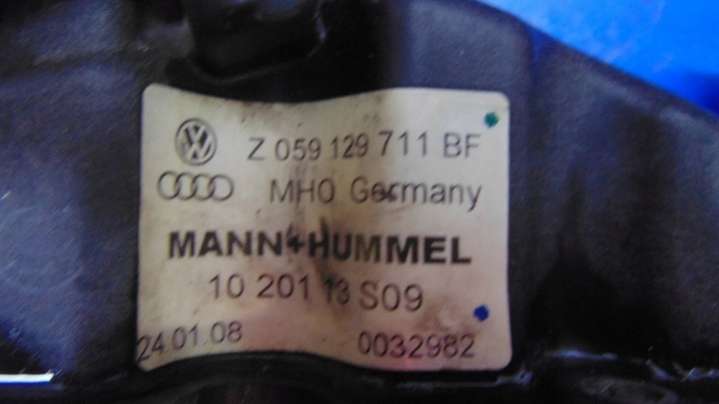 Z 059 129 711 BF
MHO Germany
MANN+HUMMEL
10 201 13 S09
24.01.08
0032982